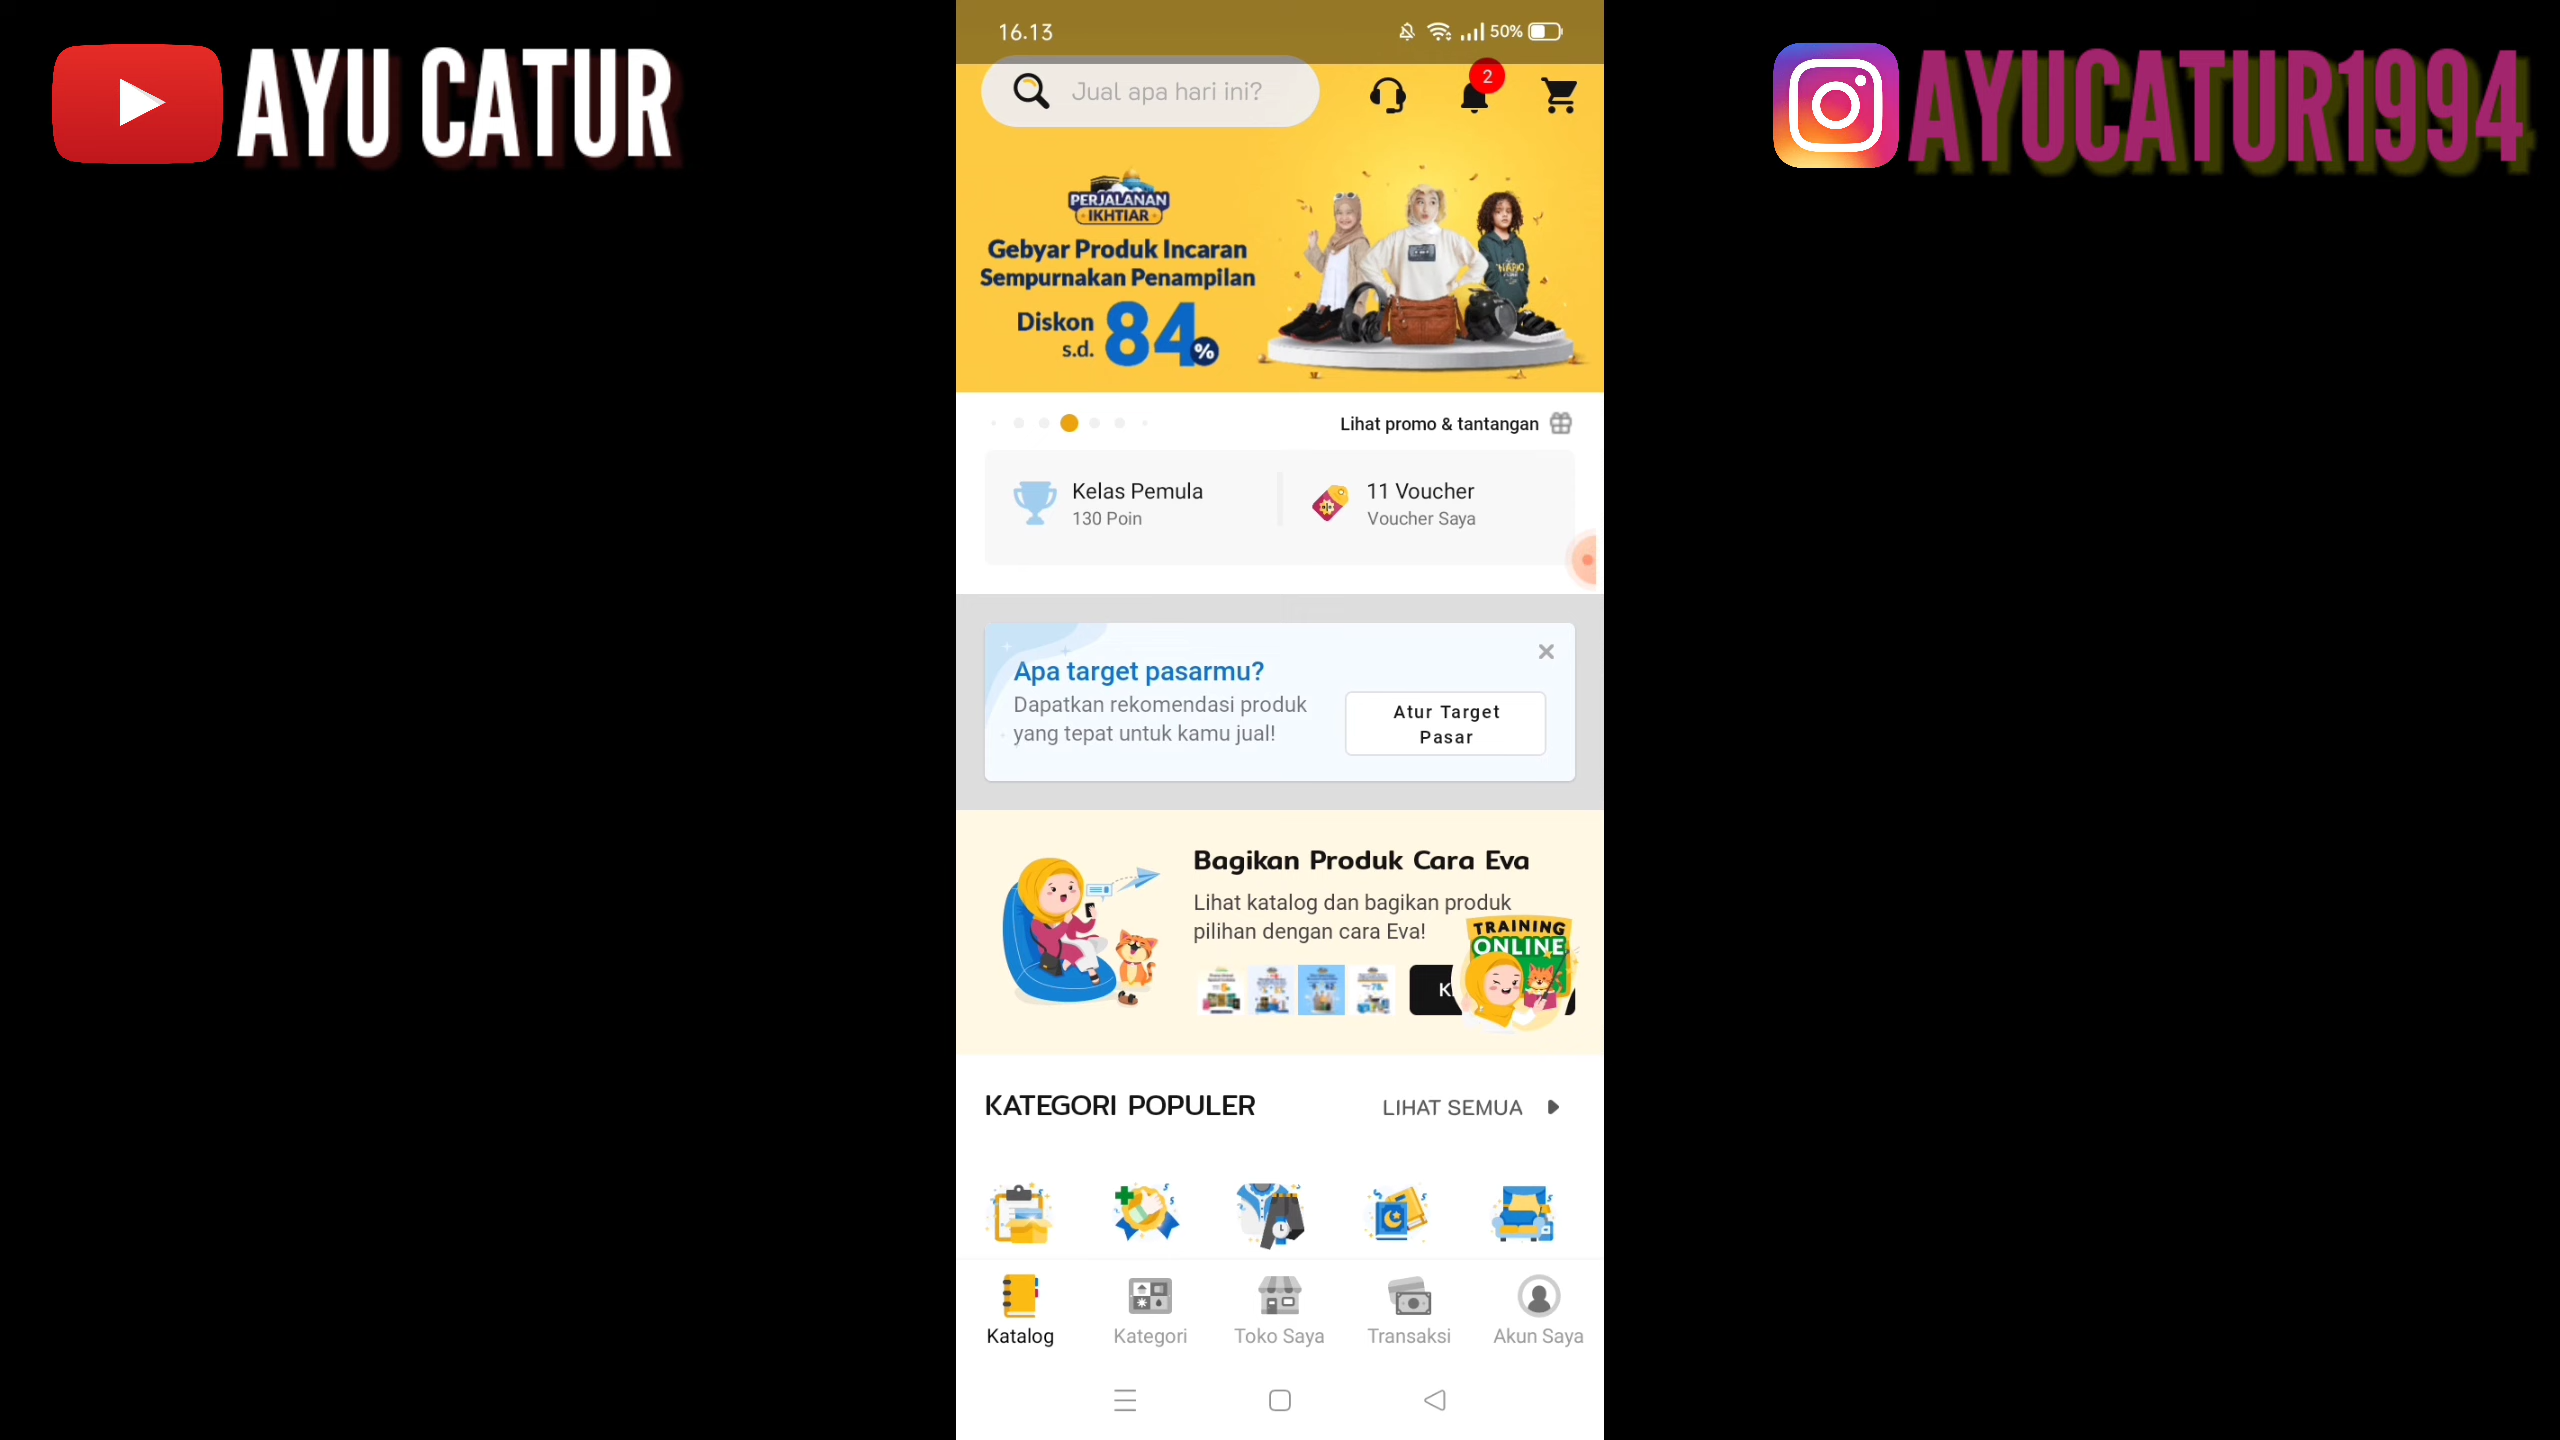 AYU CATUR
AYUCATUR1994
16.13
50%
Jual apa hari ini?
2
PERJALANAN
IKHTIAR
Gebyar Produk Incaran
Sempurnakan Penampilan
Diskon
s.d.
84%
Lihat promo & tantangan
Kelas Pemula
130 Poin
11 Voucher
Voucher Saya
Apa target pasarmu?
Dapatkan rekomendasi produk
yang tepat untuk kamu jual!
Atur Target
Pasar
Bagikan Produk Cara Eva
Lihat katalog dan bagikan produk
pilihan dengan cara Eva!
TRAINING
ONLINE
KATEGORI POPULER
LIHAT SEMUA
Katalog
Kategori
Toko Saya
Transaksi
Akun Saya